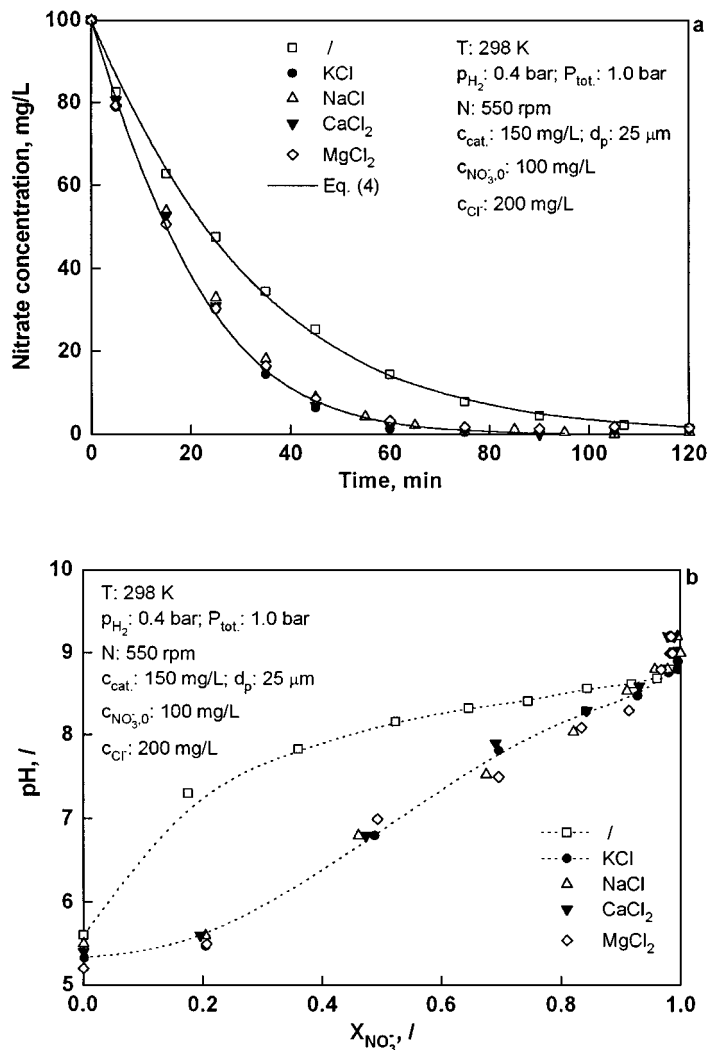 a
100
80
60
40
20
0
Nitrate concentration, mg/L
/
KCl
NaCl
CaCl₂
MgCl₂
Eq. (4)
T: 298 K
p_H₂: 0.4 bar; P_tot.: 1.0 bar
N: 550 rpm
c_cat.: 150 mg/L; d_p: 25 μm
c_NO₃⁻,0: 100 mg/L
c_Cl⁻: 200 mg/L
0 20 40 60 80 100 120
Time, min
b
10
9
8
7
6
5
pH, /
T: 298 K
p_H₂: 0.4 bar; P_tot.: 1.0 bar
N: 550 rpm
c_cat.: 150 mg/L; d_p: 25 μm
c_NO₃⁻,0: 100 mg/L
c_Cl⁻: 200 mg/L
/
KCl
NaCl
CaCl₂
MgCl₂
0.0 0.2 0.4 0.6 0.8 1.0
X_NO₃⁻, /